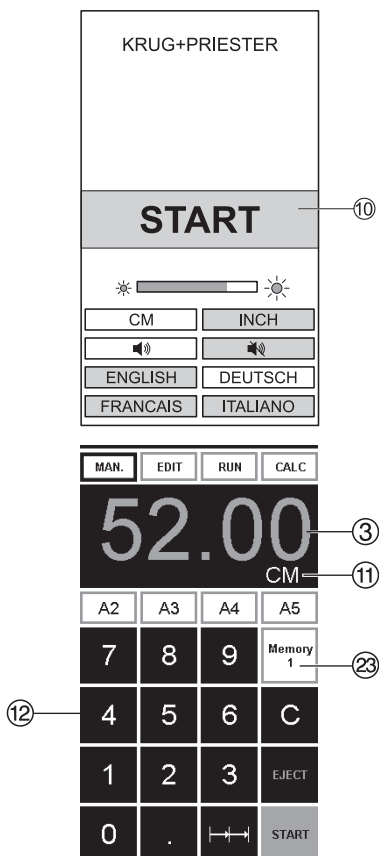 KRUG+PRIESTER
START ⑩
CM INCH
ENGLISH DEUTSCH
FRANCAIS ITALIANO
MAN. EDIT RUN CALC
52.00 ③
CM ⑪
A2 A3 A4 A5
7 8 9 Memory 1 ㉓
⑫ 4 5 6 C
1 2 3 EJECT
0 . START